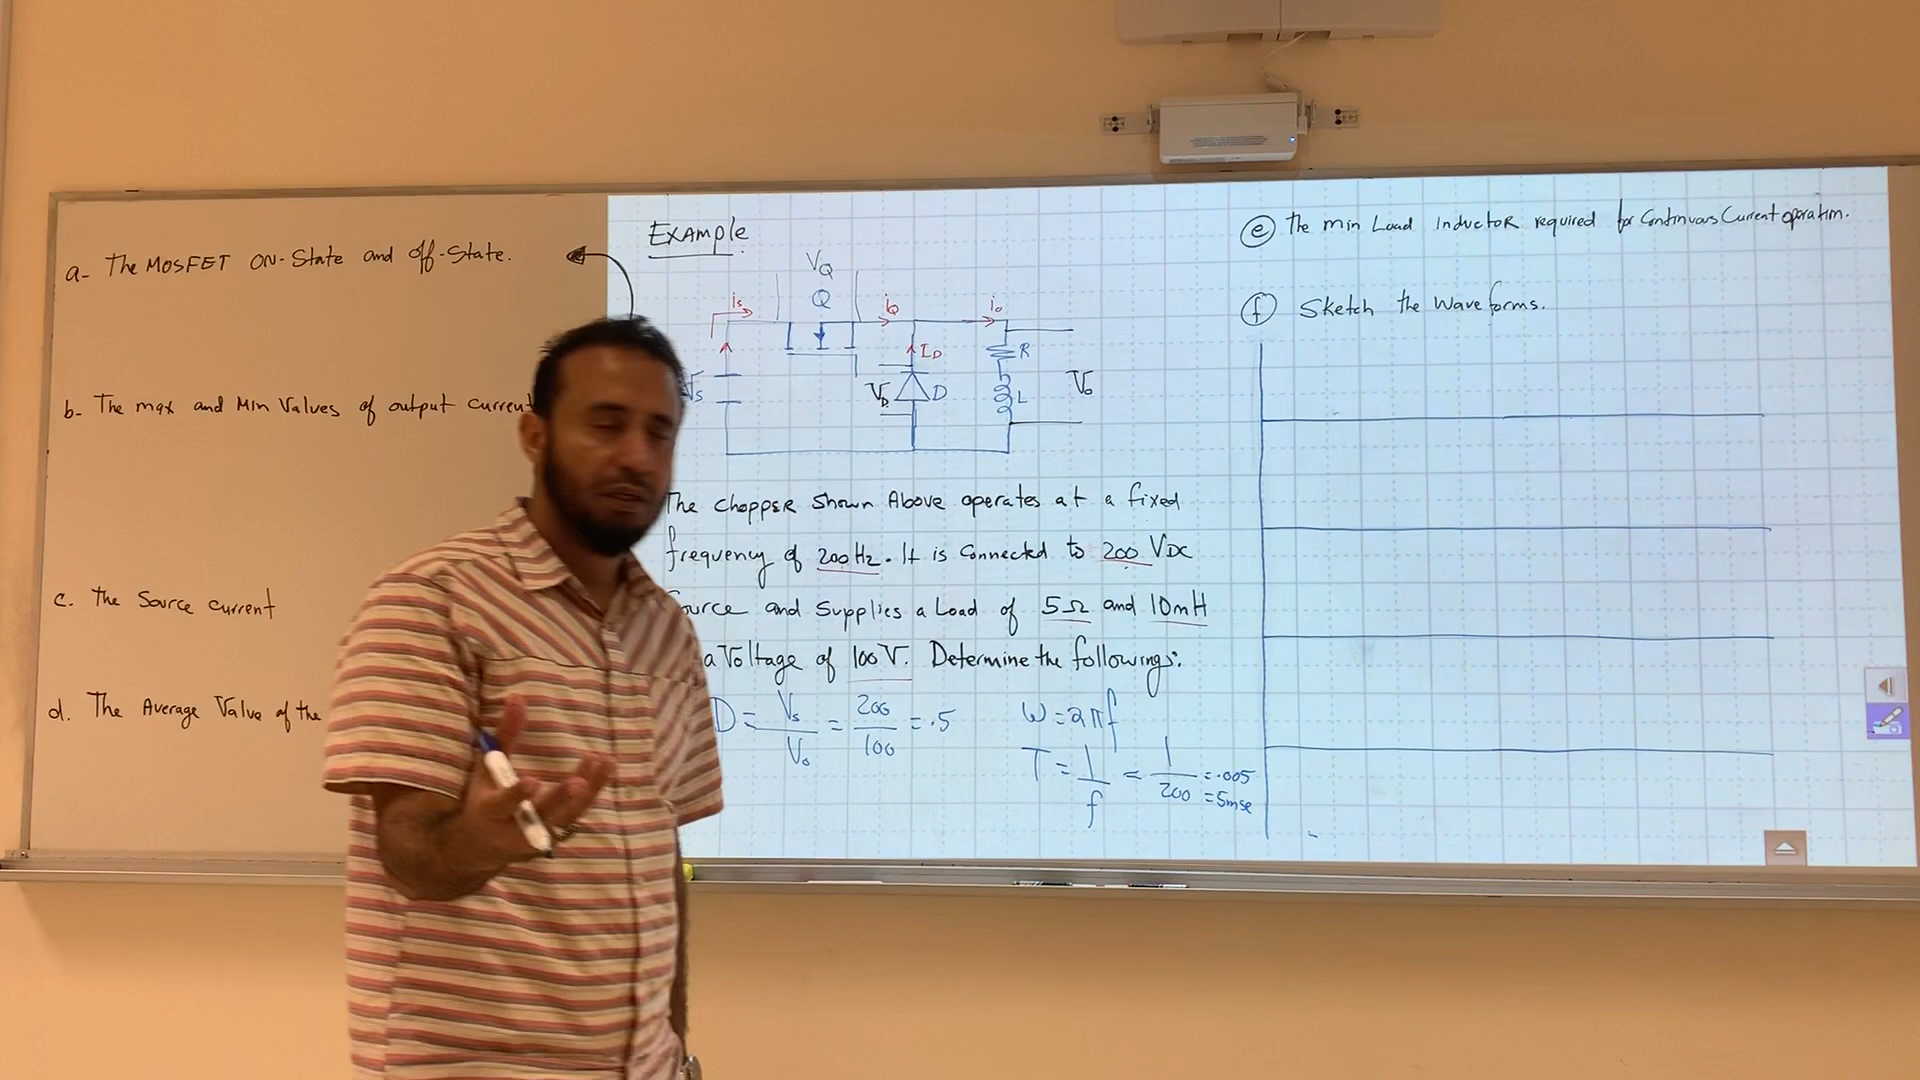 a- The MOSFET ON-State and off-State.
b- The max and Min Values of output current
c. the Source current
d. The Average Value of the
Example.
VQ
Q
is
iQ
io
Vs
VD
ID
D
R
L
Vo
The Chopper Shown Above operates at a fixed
frequency of 200Hz. It is Connected to 200 VDC
Source and Supplies a Load of 5Ω and 10mH
a Voltage of 100V. Determine the followings:
D = Vs / Vo = 200 / 100 = .5
W = 2πf
T = 1 / f = 1 / 200 = .005
= 5mse
e The min Load Inductor required for Continuous Current operation.
f Sketch the Wave forms.